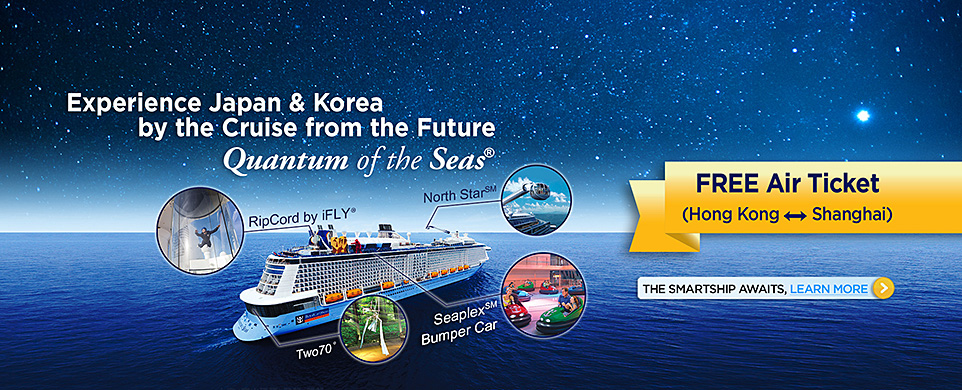 Experience Japan & Korea
by the Cruise from the Future
Quantum of the Seas®
RipCord by iFLY®
North Star℠
FREE Air Ticket
(Hong Kong ↔ Shanghai)
THE SMARTSHIP AWAITS, LEARN MORE
Seaplex℠
Bumper Car
Two70°